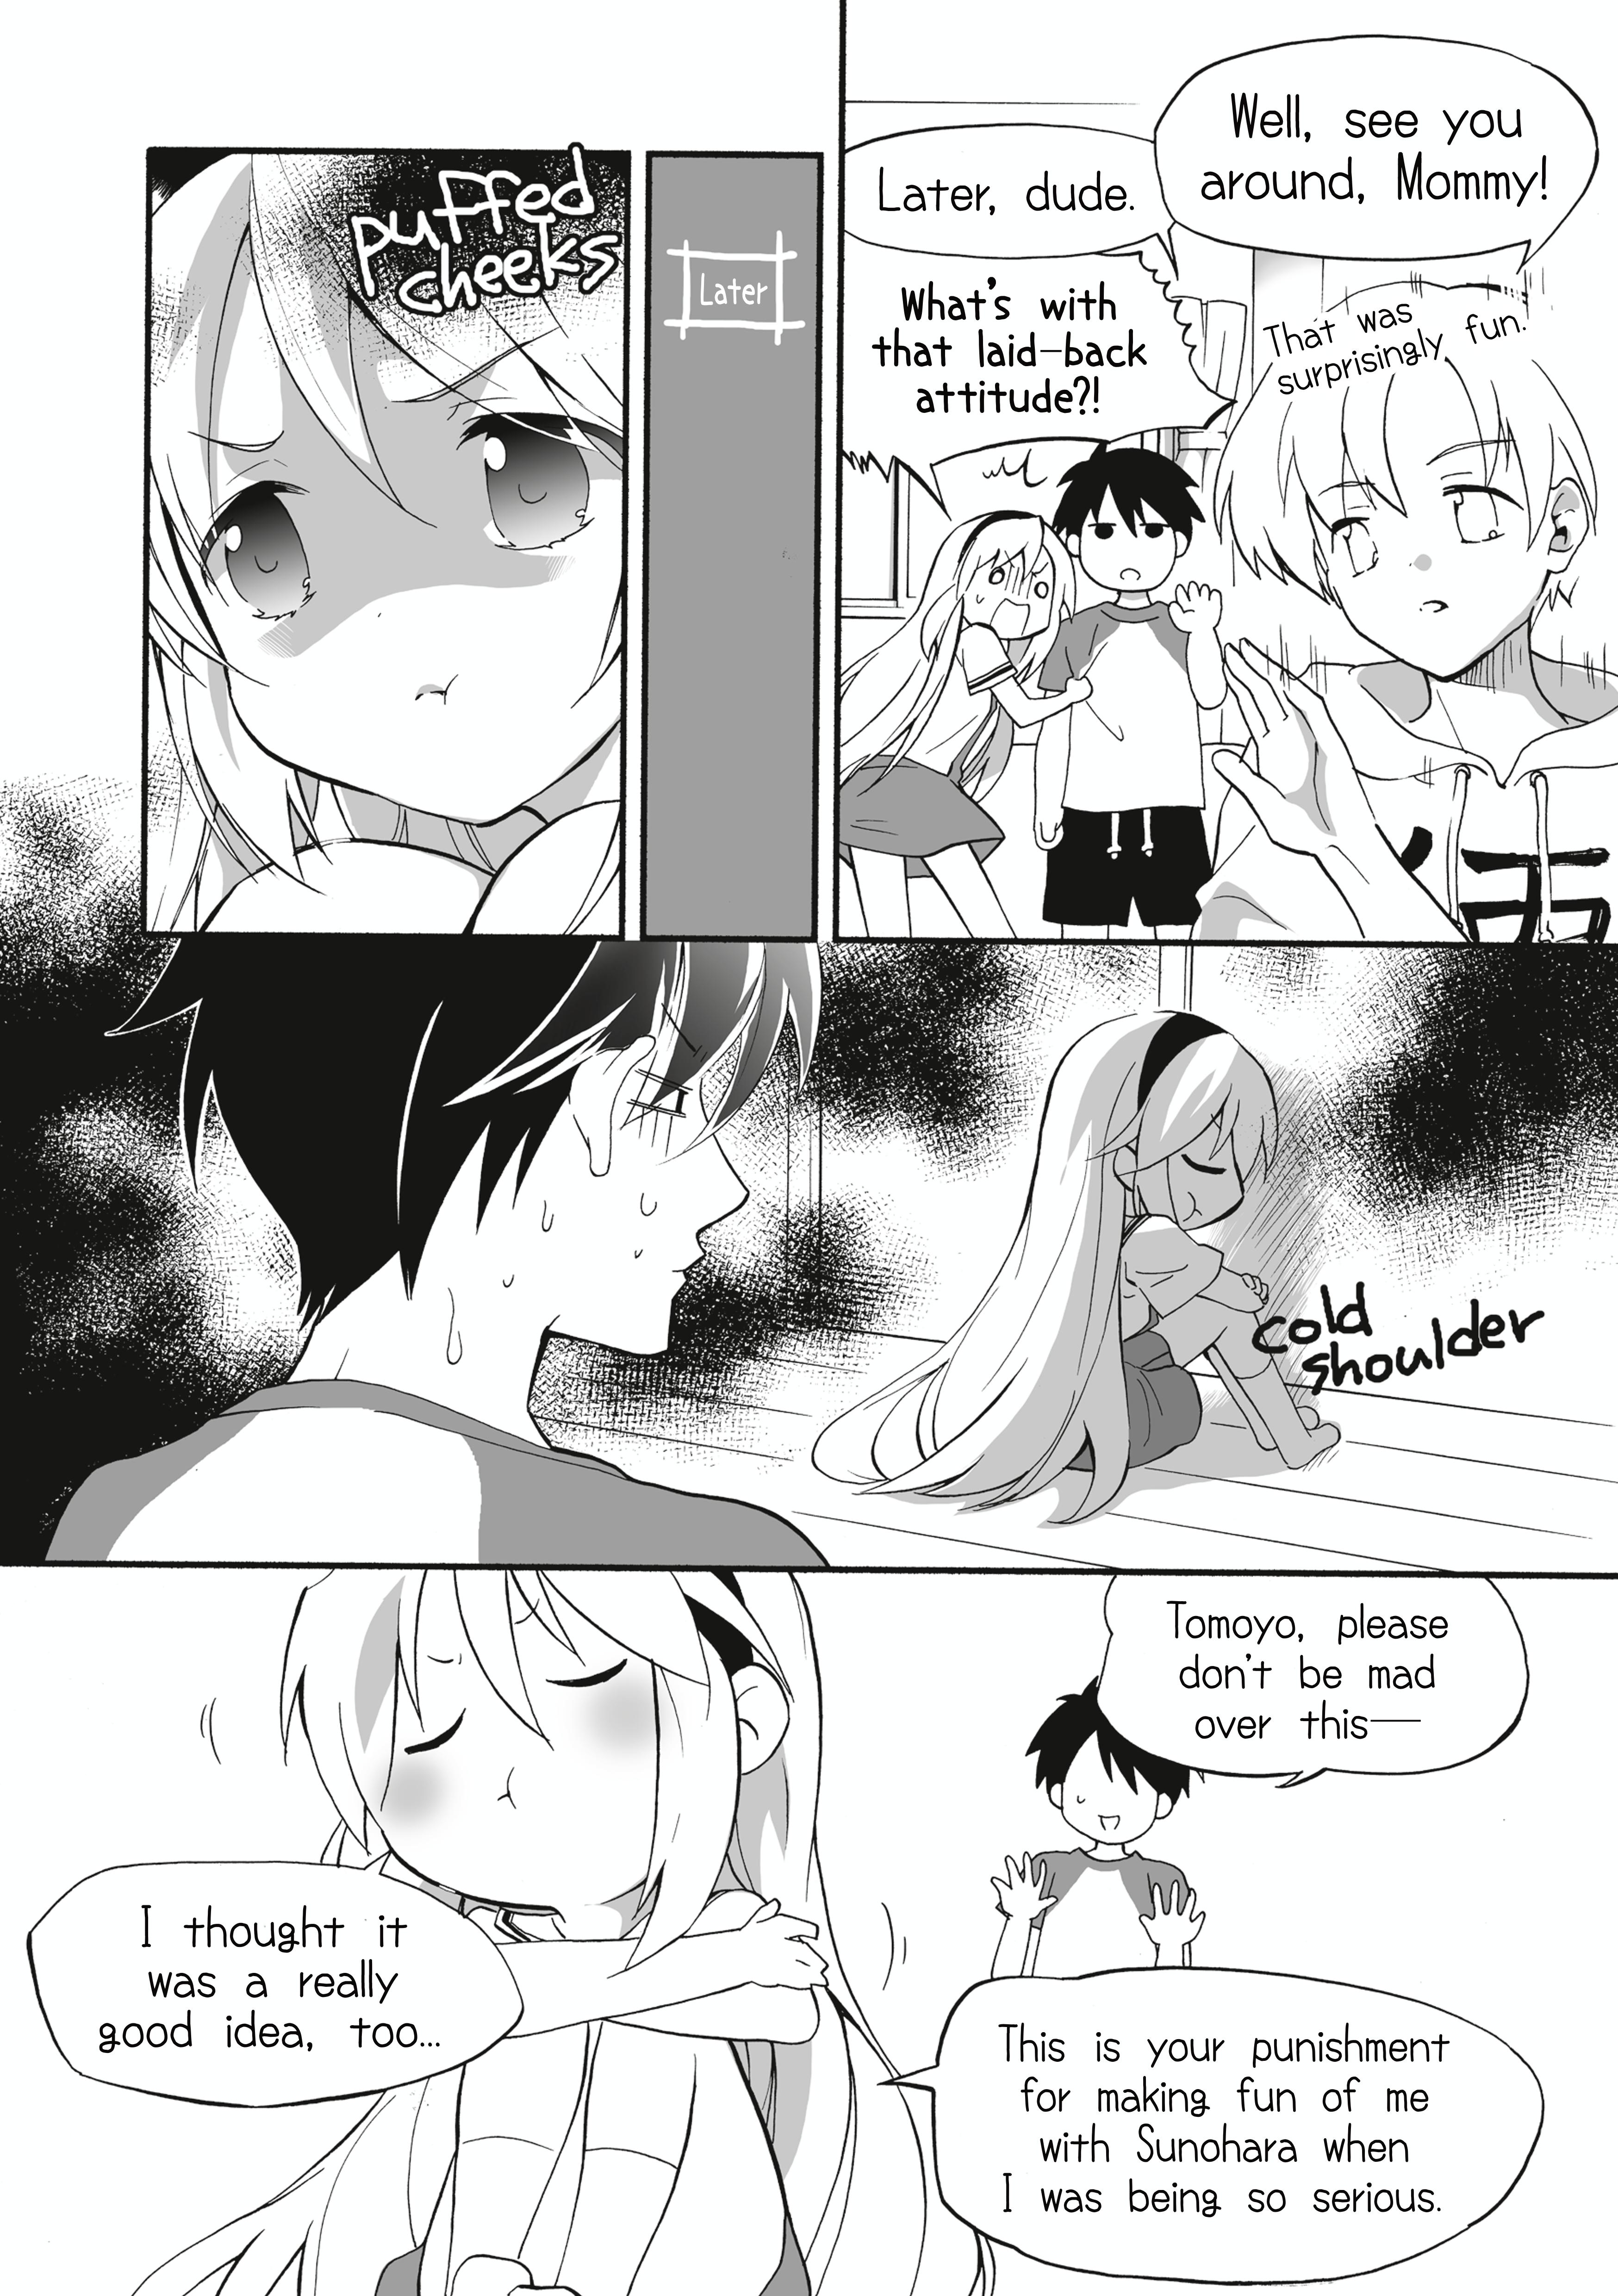 Well, see you
around, Mommy!
Later, dude.
That was
surprisingly fun.
What's with
that laid-back
attitude?!
Later
puffed
cheeks
cold
shoulder
Tomoyo, please
don't be mad
over this—
This is your punishment
for making fun of me
with Sunohara when
I was being so serious.
I thought it
was a really
good idea, too...